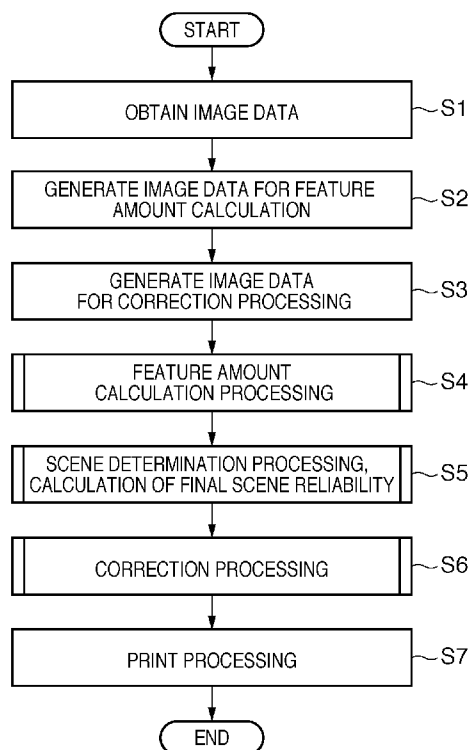 START
OBTAIN IMAGE DATA
S1
GENERATE IMAGE DATA FOR FEATURE
AMOUNT CALCULATION
S2
GENERATE IMAGE DATA
FOR CORRECTION PROCESSING
S3
FEATURE AMOUNT
CALCULATION PROCESSING
S4
SCENE DETERMINATION PROCESSING,
CALCULATION OF FINAL SCENE RELIABILITY
S5
CORRECTION PROCESSING
S6
PRINT PROCESSING
S7
END